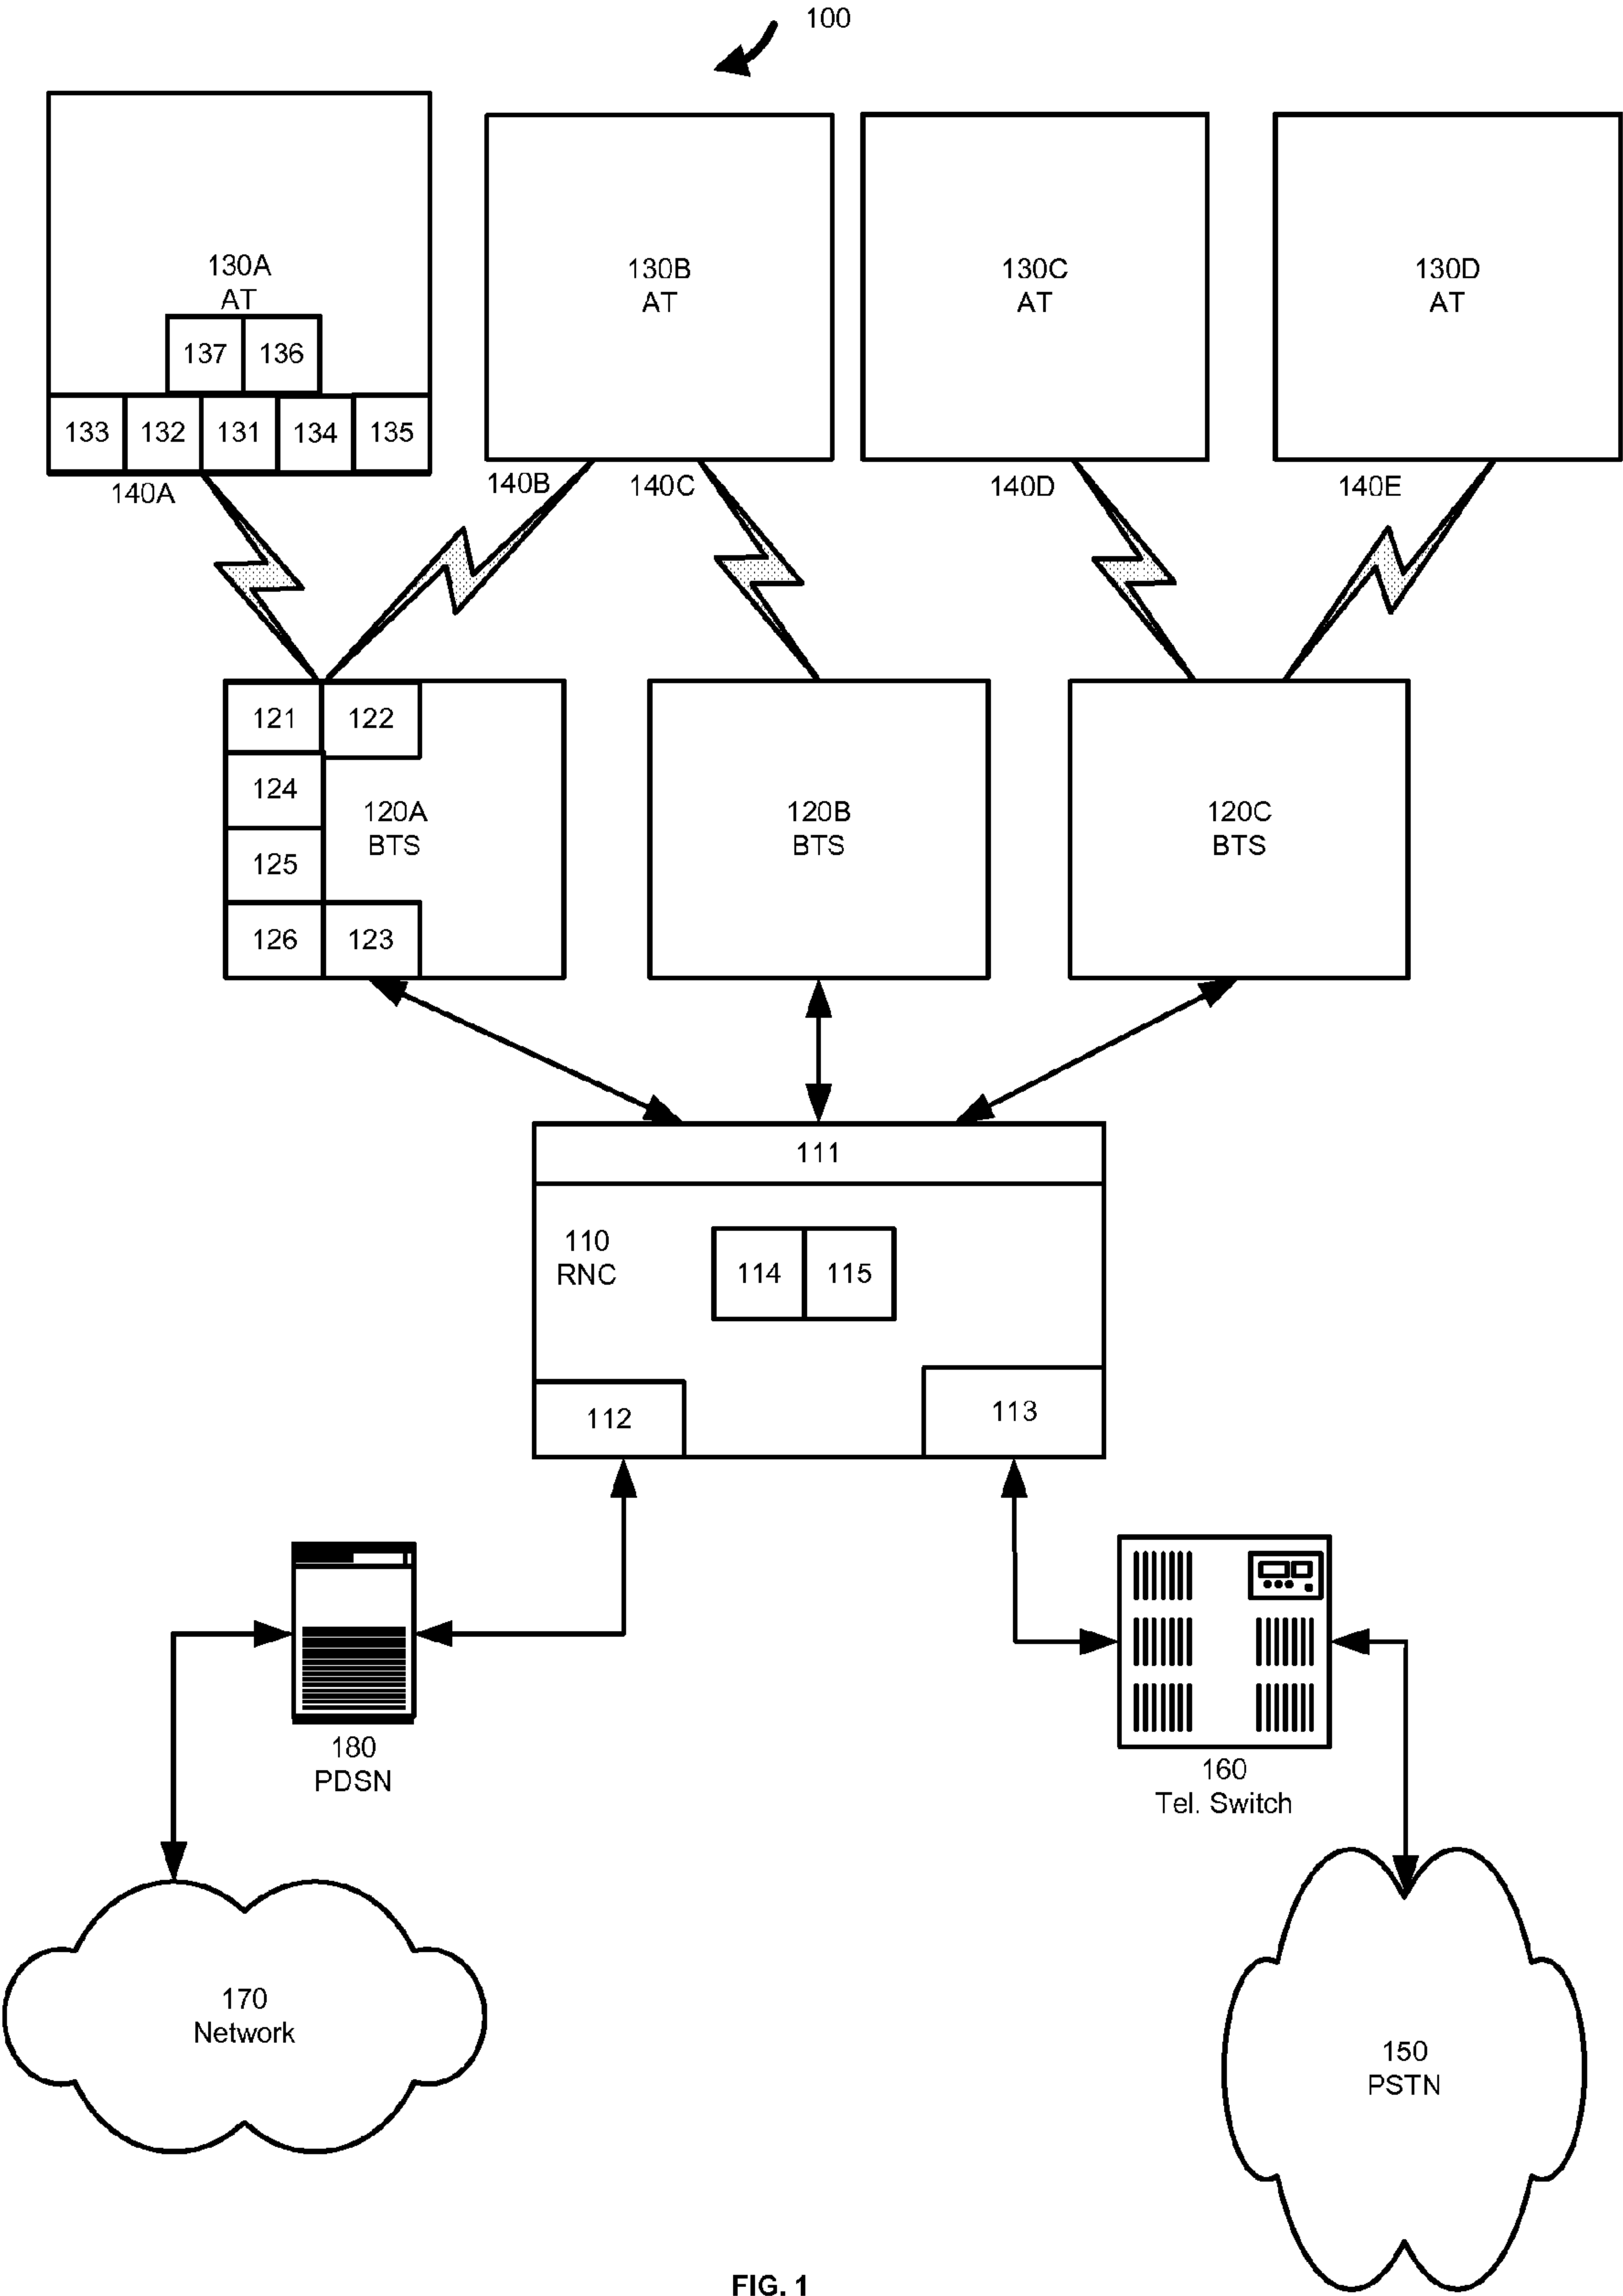 100
130A
AT
137 136
133 132 131 134 135
130B
AT
130C
AT
130D
AT
140A
140B
140C
140D
140E
121 122
124
125
126 123
120A
BTS
120B
BTS
120C
BTS
111
110
RNC
114 115
112
113
180
PDSN
160
Tel. Switch
170
Network
150
PSTN
FIG. 1